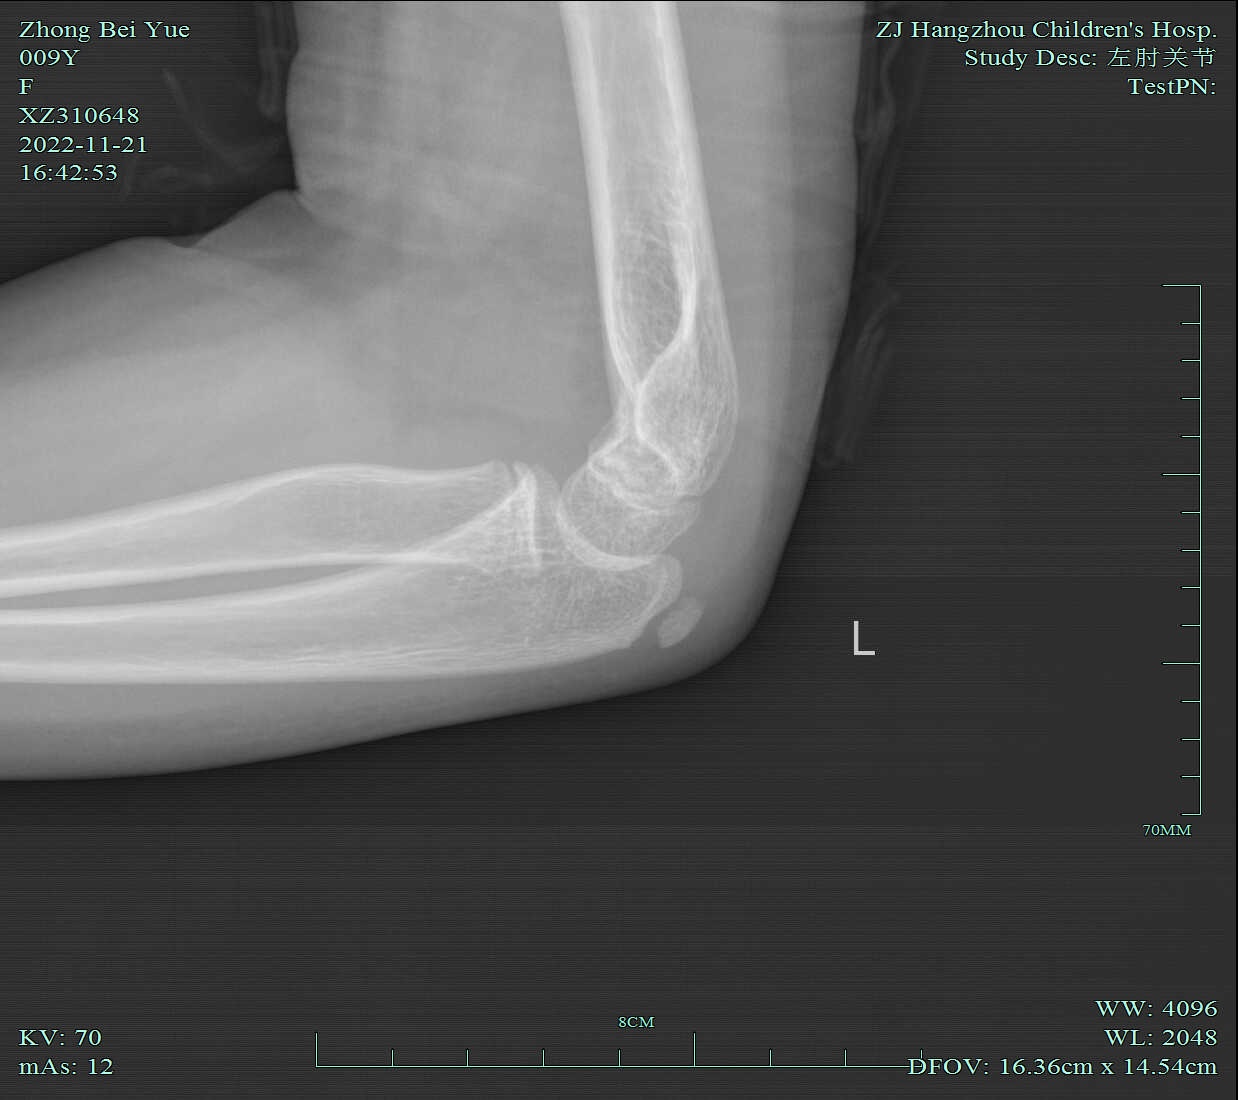 Zhong Bei Yue
009Y
F
XZ310648
2022-11-21
16:42:53
ZJ Hangzhou Children's Hosp.
Study Desc: 左肘关节
TestPN:
L
70MM
8CM
KV: 70
mAs: 12
WW: 4096
WL: 2048
DFOV: 16.36cm x 14.54cm